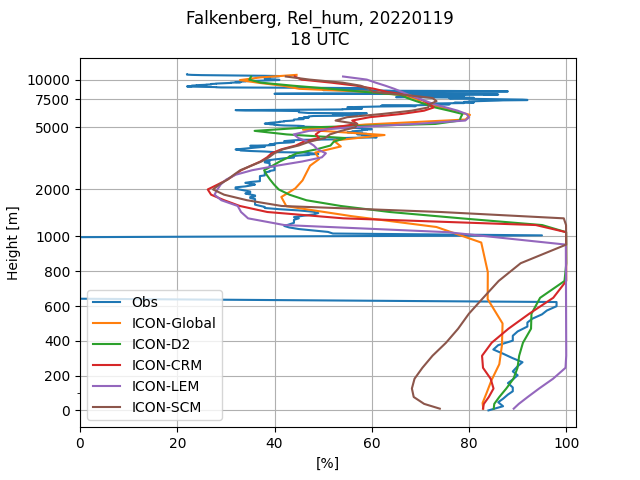 Falkenberg, Rel_hum, 20220119
18 UTC
Height [m]
10000
7500
5000
2000
1000
800
600
400
200
0
Obs
ICON-Global
ICON-D2
ICON-CRM
ICON-LEM
ICON-SCM
0 20 40 60 80 100
[%]